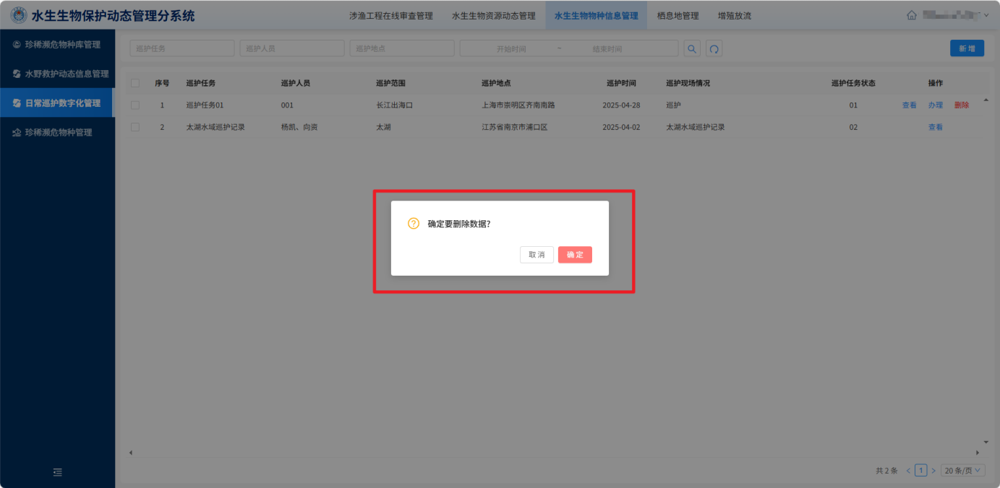 水生生物保护动态管理分系统
涉渔工程在线审查管理 水生生物资源动态管理 水生生物物种信息管理 栖息地管理 增殖放流
珍稀濒危物种库管理
水野救护动态信息管理
日常巡护数字化管理
珍稀濒危物种管理
巡护任务 巡护人员 巡护地点 开始时间 ~ 结束时间 新增
序号 巡护任务 巡护人员 巡护范围 巡护地点 巡护时间 巡护现场情况 巡护任务状态 操作
1 巡护任务01 001 长江出海口 上海市崇明区齐南南路 2025-04-28 巡护 01 查看 办理 删除
2 太湖水域巡护记录 杨凯、向资 太湖 江苏省南京市浦口区 2025-04-02 太湖水域巡护记录 02 查看
? 确定要删除数据?
取消 确定
共2条 < 1 > 20条/页